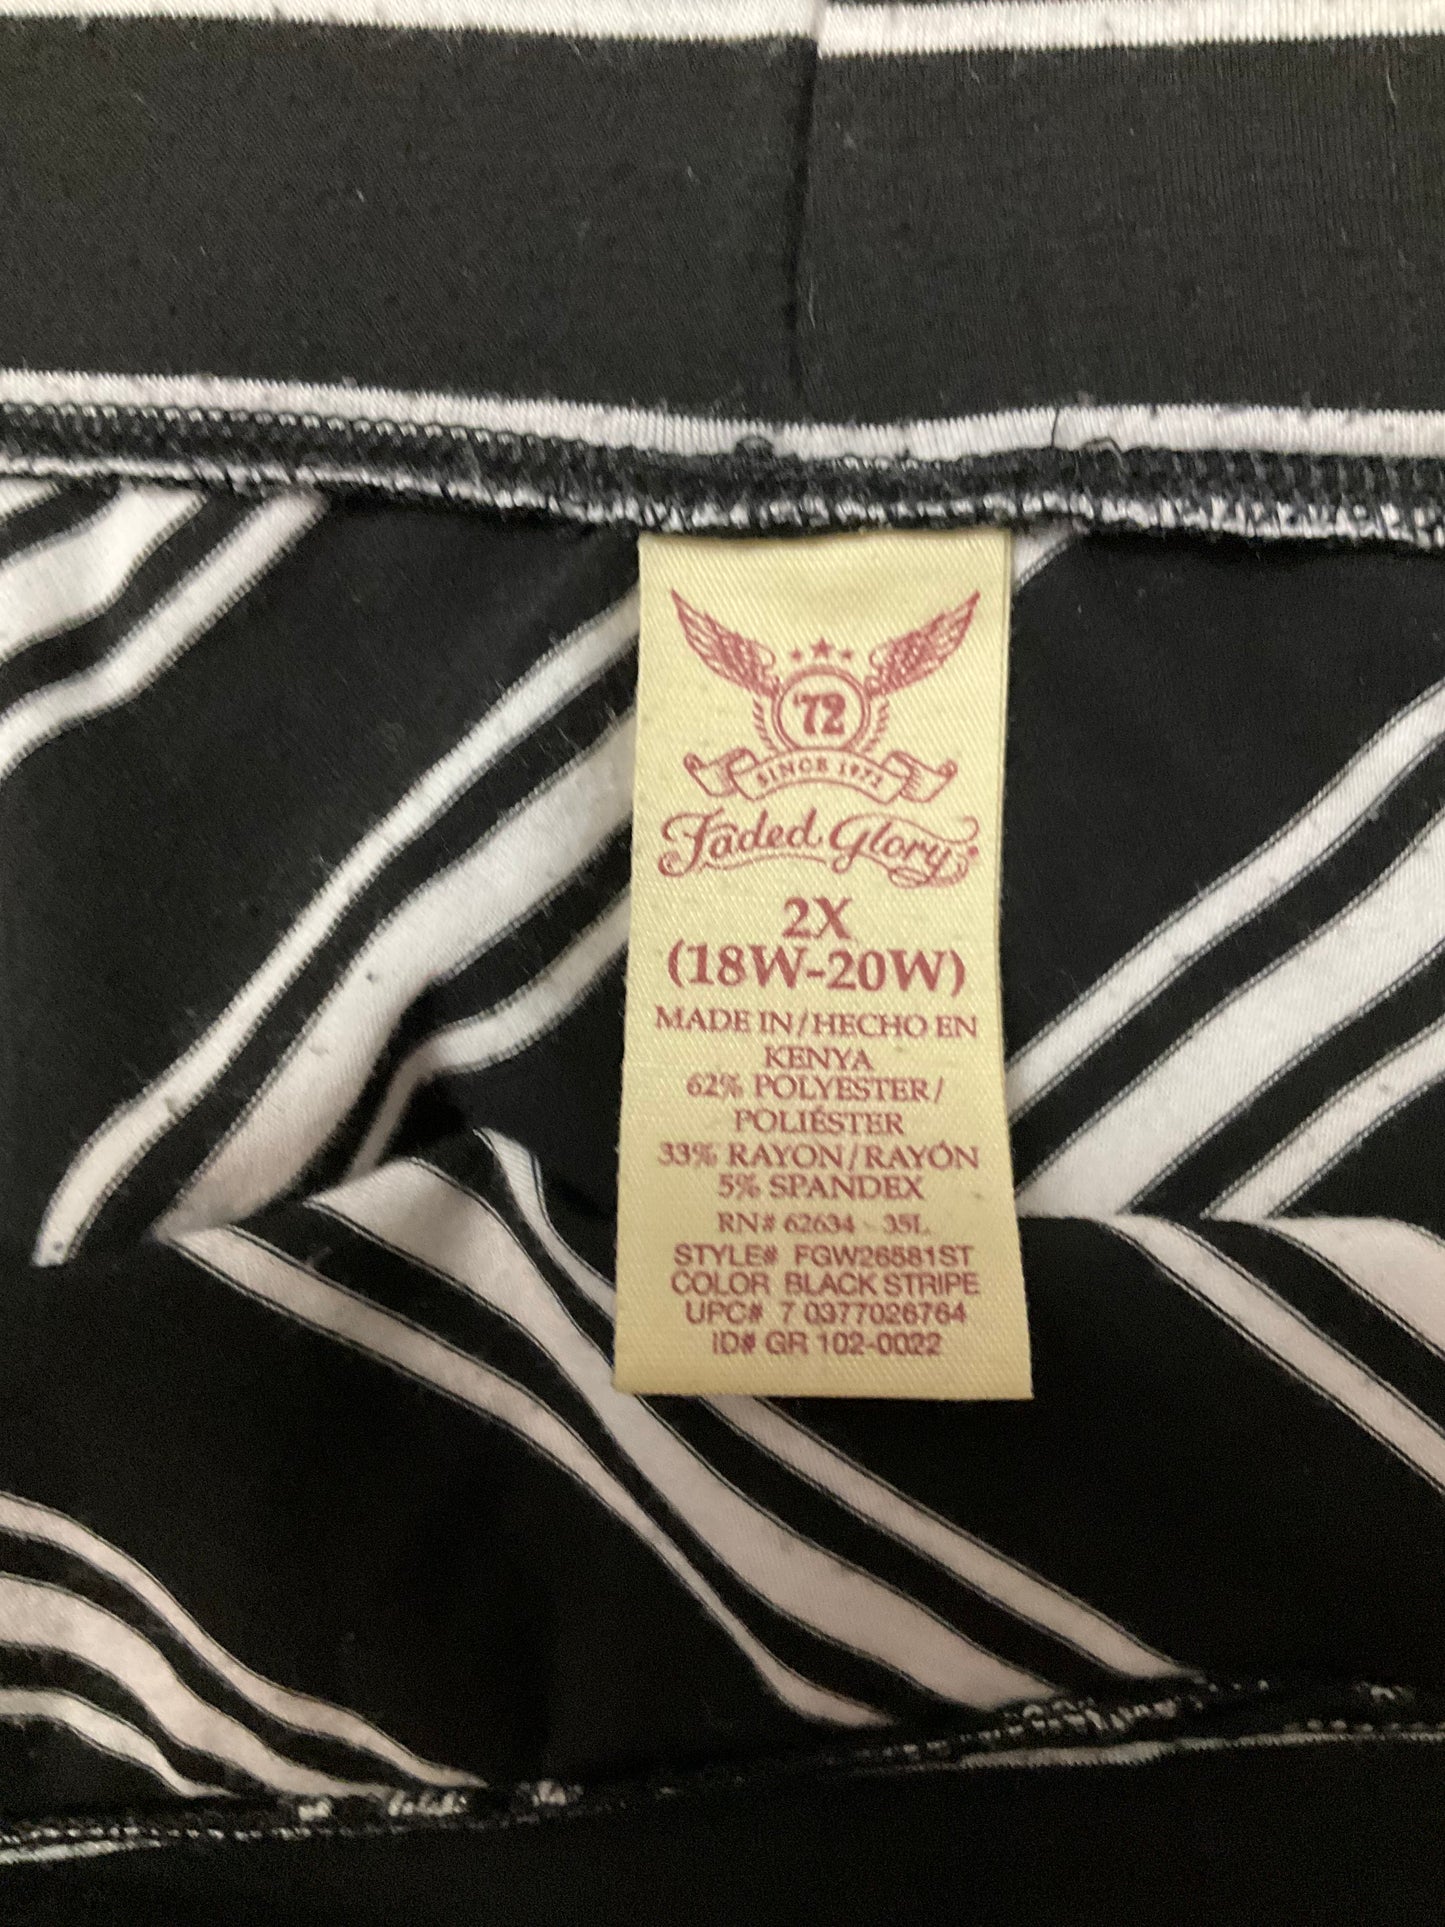 '72
SINCE 1972
Faded Glory
2X
(18W-20W)
MADE IN/HECHO EN
KENYA
62% POLYESTER/
POLIÉSTER
33% RAYON/RAYÓN
5% SPANDEX
RN# 62634 - 35L
STYLE# FGW26581ST
COLOR BLACK STRIPE
UPC# 7 0377026764
ID# GR 102-0022